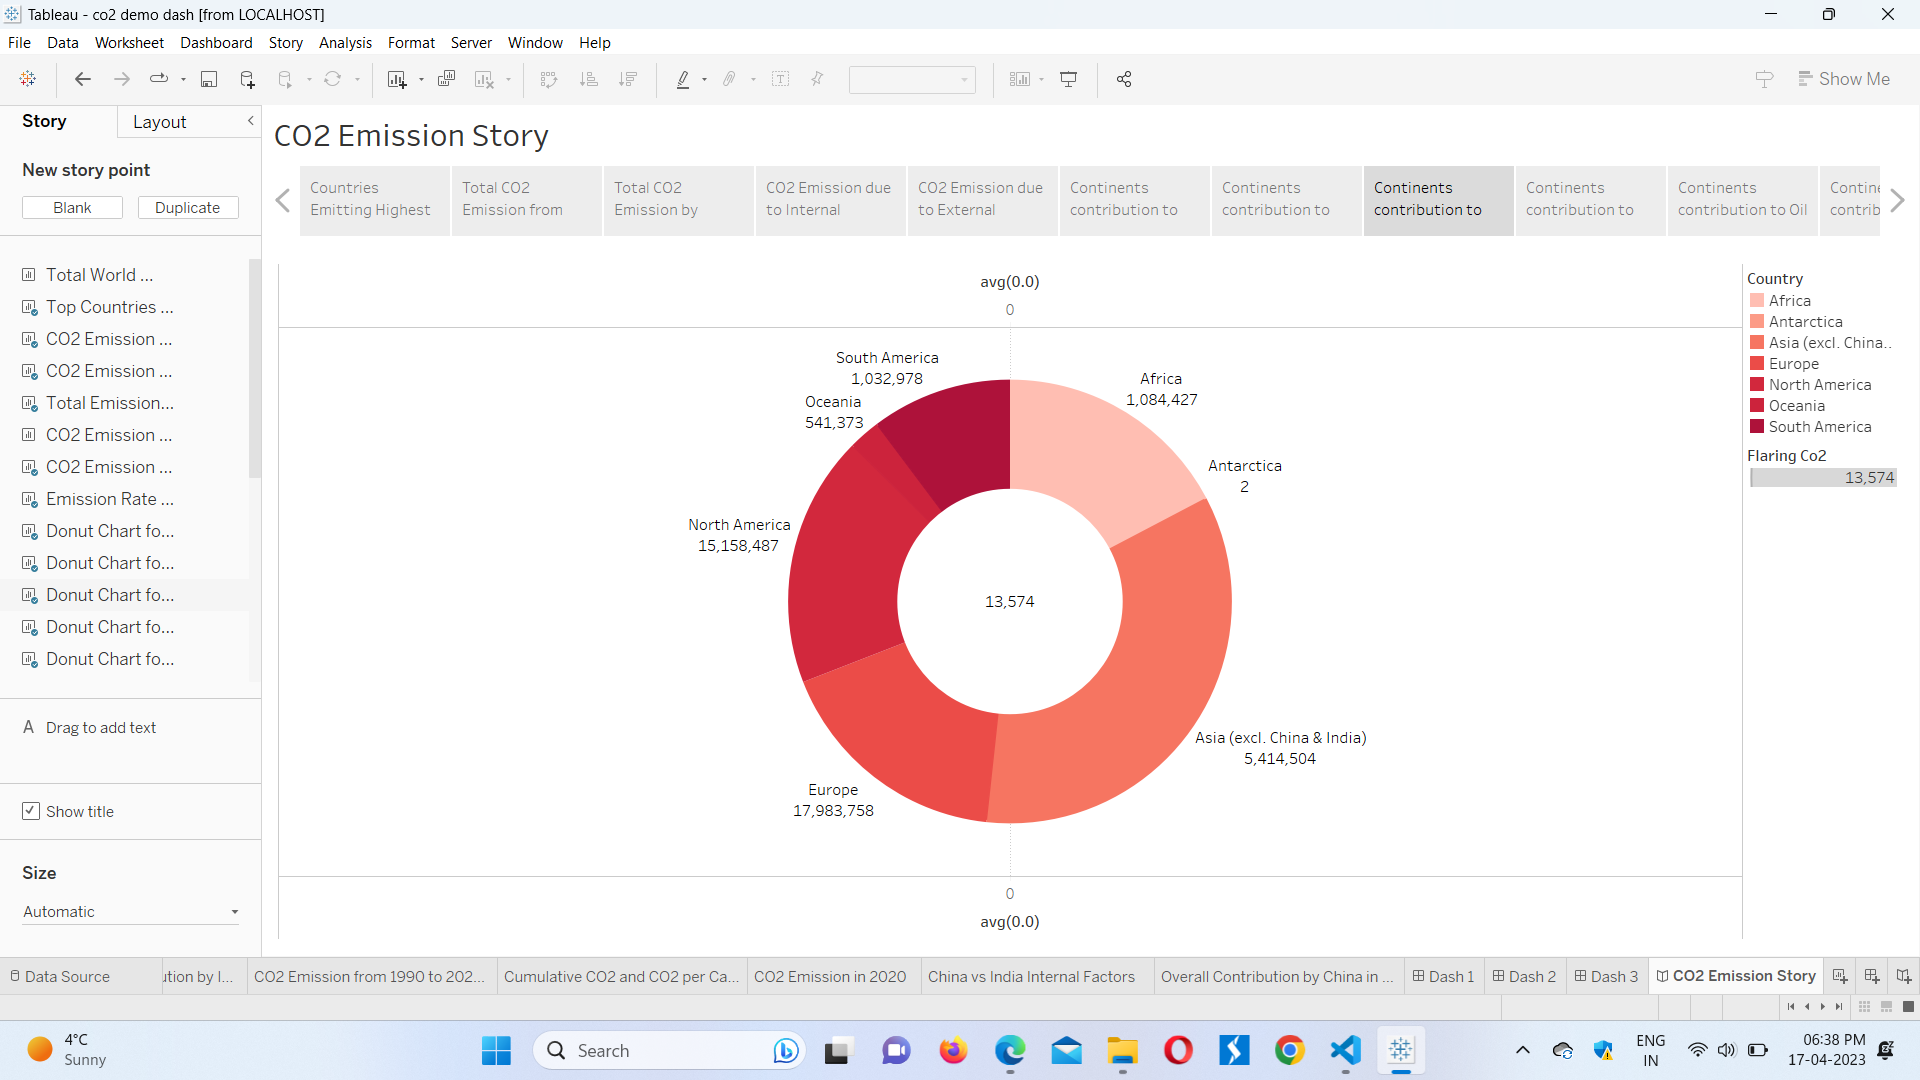 Tableau - co2 demo dash [from LOCALHOST]
File Data Worksheet Dashboard Story Analysis Format Server Window Help
Show Me
Story
Layout
New story point
Blank
Duplicate
Total World ...
Top Countries ...
CO2 Emission ...
CO2 Emission ...
Total Emission...
CO2 Emission ...
CO2 Emission ...
Emission Rate ...
Donut Chart fo...
Donut Chart fo...
Donut Chart fo...
Donut Chart fo...
Donut Chart fo...
A Drag to add text
Show title
Size
Automatic
CO2 Emission Story
Countries
Emitting Highest
Total CO2
Emission from
Total CO2
Emission by
CO2 Emission due
to Internal
CO2 Emission due
to External
Continents
contribution to
Continents
contribution to
Continents
contribution to
Continents
contribution to
Continents
contribution to Oil
Contine
contrib
avg(0.0)
0
South America
1,032,978
Africa
1,084,427
Oceania
541,373
Antarctica
2
North America
15,158,487
13,574
Asia (excl. China & India)
5,414,504
Europe
17,983,758
0
avg(0.0)
Country
Africa
Antarctica
Asia (excl. China..
Europe
North America
Oceania
South America
Flaring Co2
13,574
Data Source
ution by I...
CO2 Emission from 1990 to 202...
Cumulative CO2 and CO2 per Ca...
CO2 Emission in 2020
China vs India Internal Factors
Overall Contribution by China in ...
Dash 1
Dash 2
Dash 3
CO2 Emission Story
4°C
Sunny
Search
ENG
IN
06:38 PM
17-04-2023